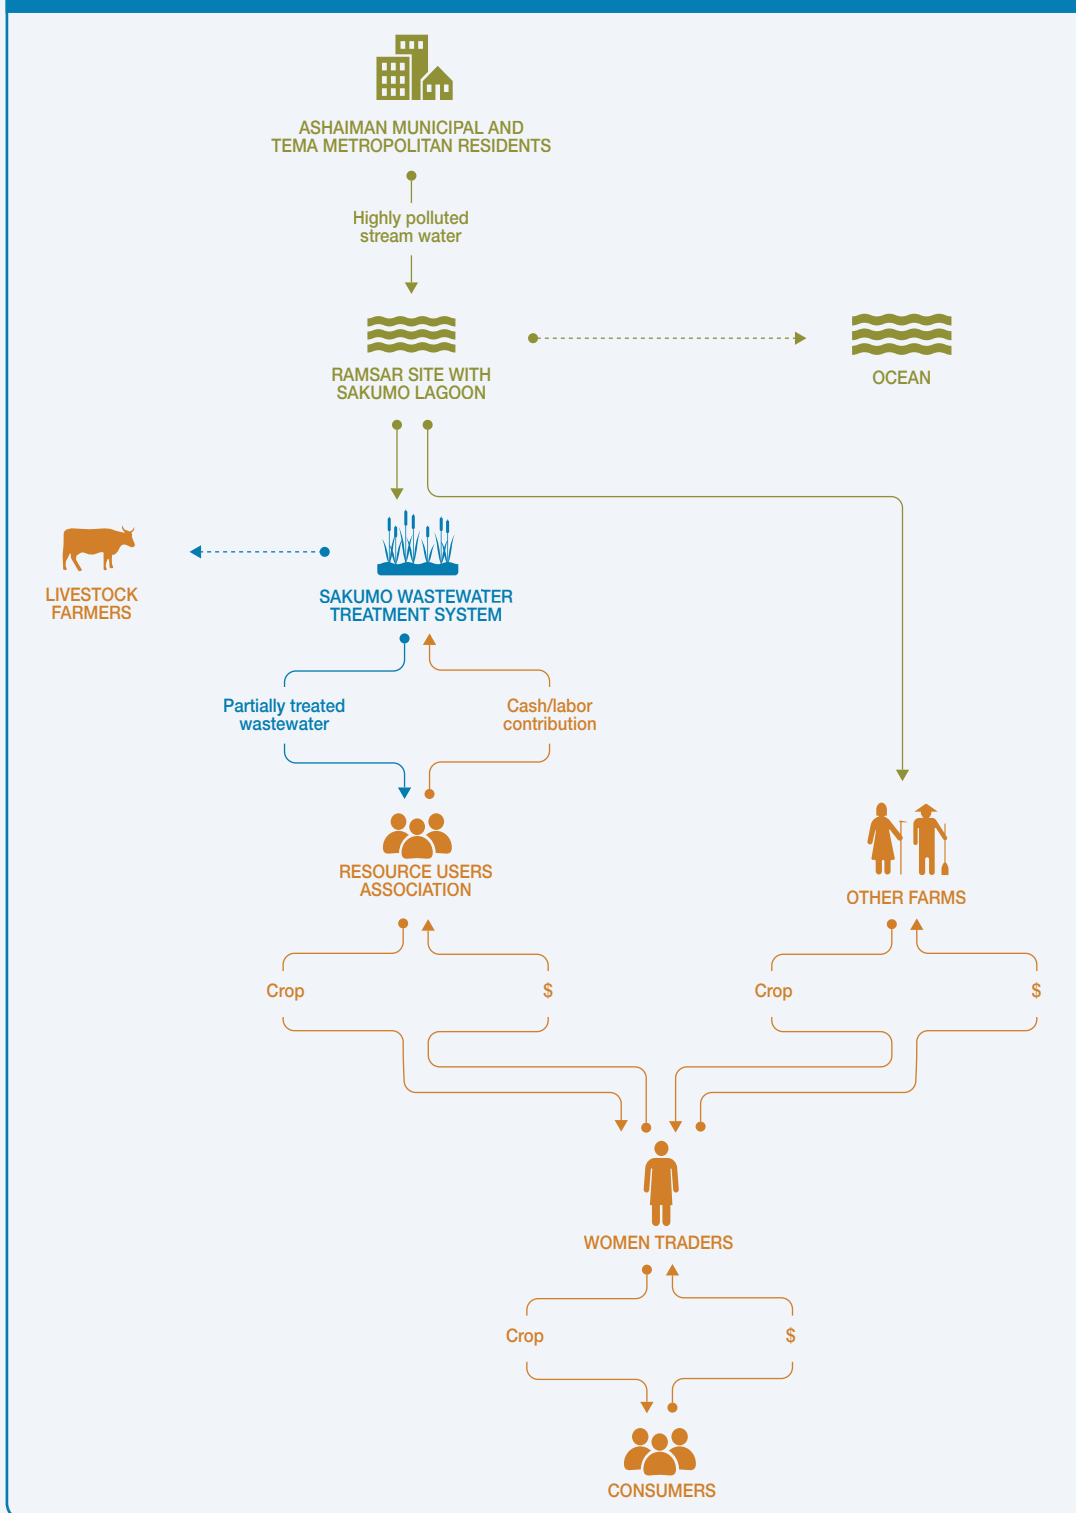 ASHAIMAN MUNICIPAL AND
TEMA METROPOLITAN RESIDENTS
Highly polluted
stream water
RAMSAR SITE WITH
SAKUMO LAGOON
OCEAN
LIVESTOCK
FARMERS
SAKUMO WASTEWATER
TREATMENT SYSTEM
Partially treated
wastewater
Cash/labor
contribution
RESOURCE USERS
ASSOCIATION
OTHER FARMS
Crop
$
Crop
$
WOMEN TRADERS
Crop
$
CONSUMERS